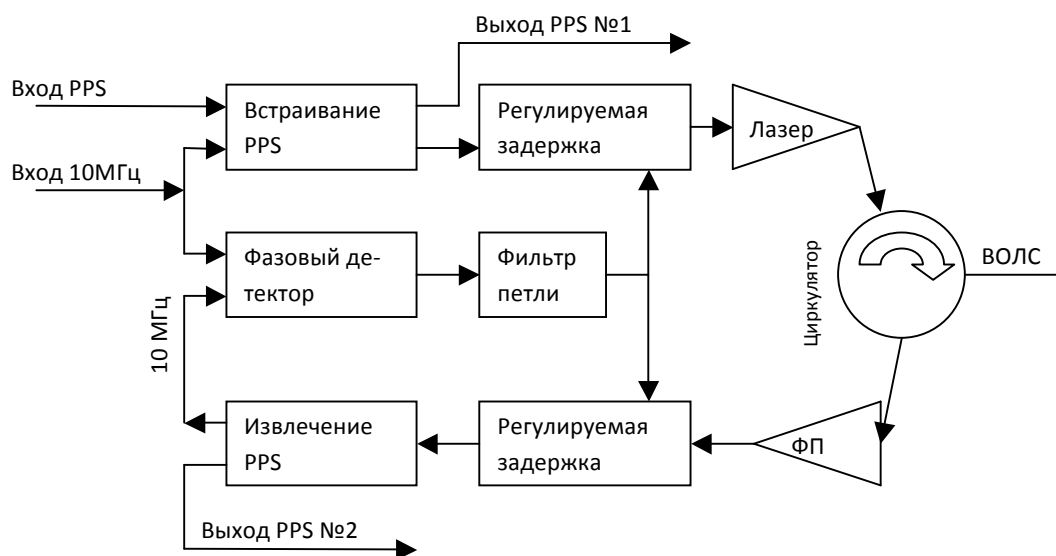 Выход PPS №1
Вход PPS
Встраивание
PPS
Регулируемая
задержка
Лазер
Вход 10МГц
Циркулятор
ВОЛС
Фазовый де-
тектор
Фильтр
петли
10 МГц
Извлечение
PPS
Регулируемая
задержка
ФП
Выход PPS №2